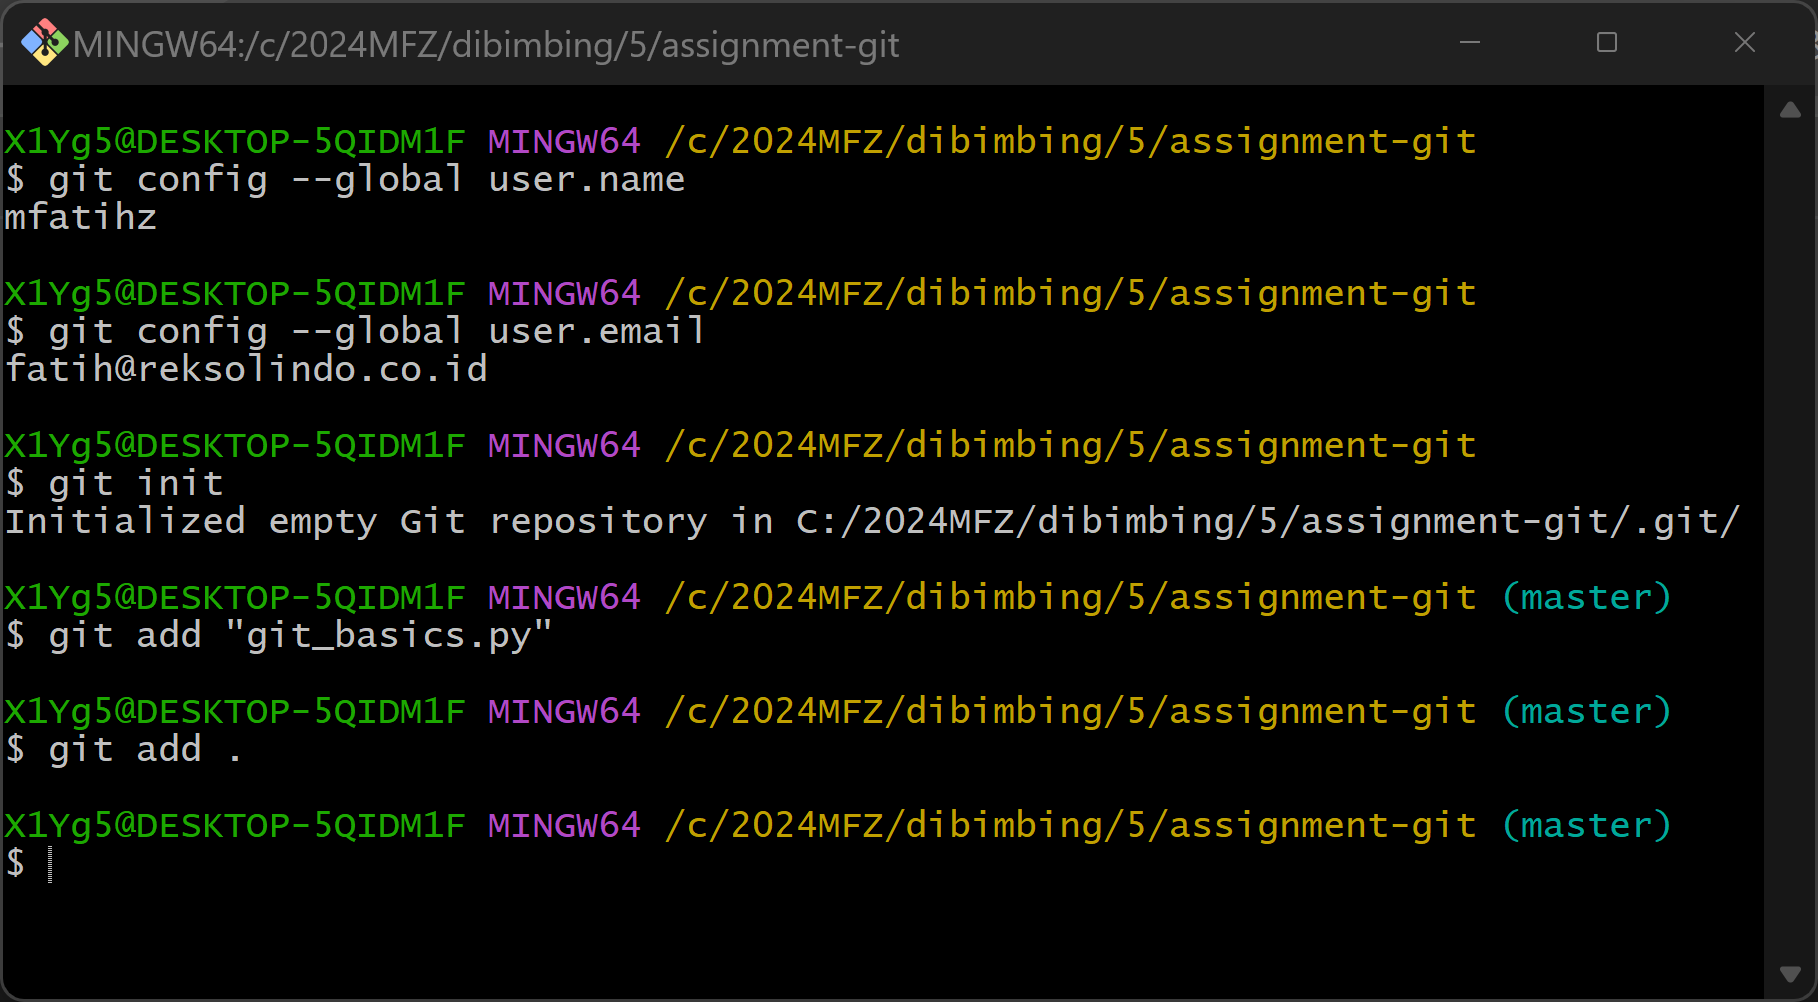 MINGW64:/c/2024MFZ/dibimbing/5/assignment-git
X1Yg5@DESKTOP-5QIDM1F MINGW64 /c/2024MFZ/dibimbing/5/assignment-git
$ git config --global user.name
mfatihz
X1Yg5@DESKTOP-5QIDM1F MINGW64 /c/2024MFZ/dibimbing/5/assignment-git
$ git config --global user.email
fatih@reksolindo.co.id
X1Yg5@DESKTOP-5QIDM1F MINGW64 /c/2024MFZ/dibimbing/5/assignment-git
$ git init
Initialized empty Git repository in C:/2024MFZ/dibimbing/5/assignment-git/.git/
X1Yg5@DESKTOP-5QIDM1F MINGW64 /c/2024MFZ/dibimbing/5/assignment-git (master)
$ git add "git_basics.py"
X1Yg5@DESKTOP-5QIDM1F MINGW64 /c/2024MFZ/dibimbing/5/assignment-git (master)
$ git add .
X1Yg5@DESKTOP-5QIDM1F MINGW64 /c/2024MFZ/dibimbing/5/assignment-git (master)
$